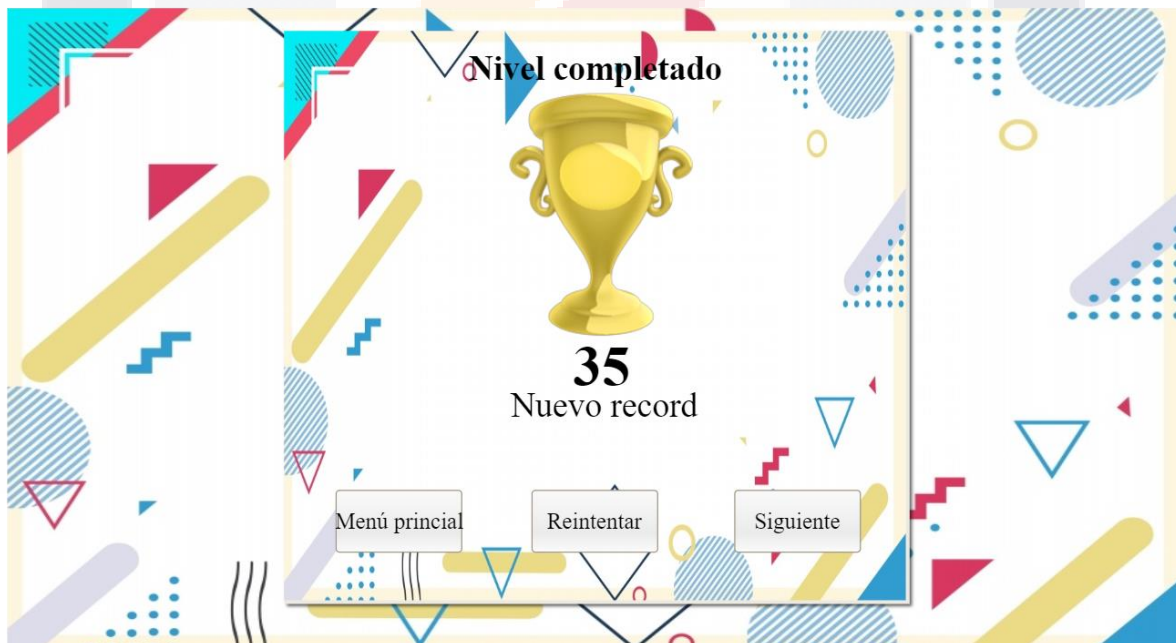 Nivel completado
35
Nuevo record
Menú princial
Reintentar
Siguiente